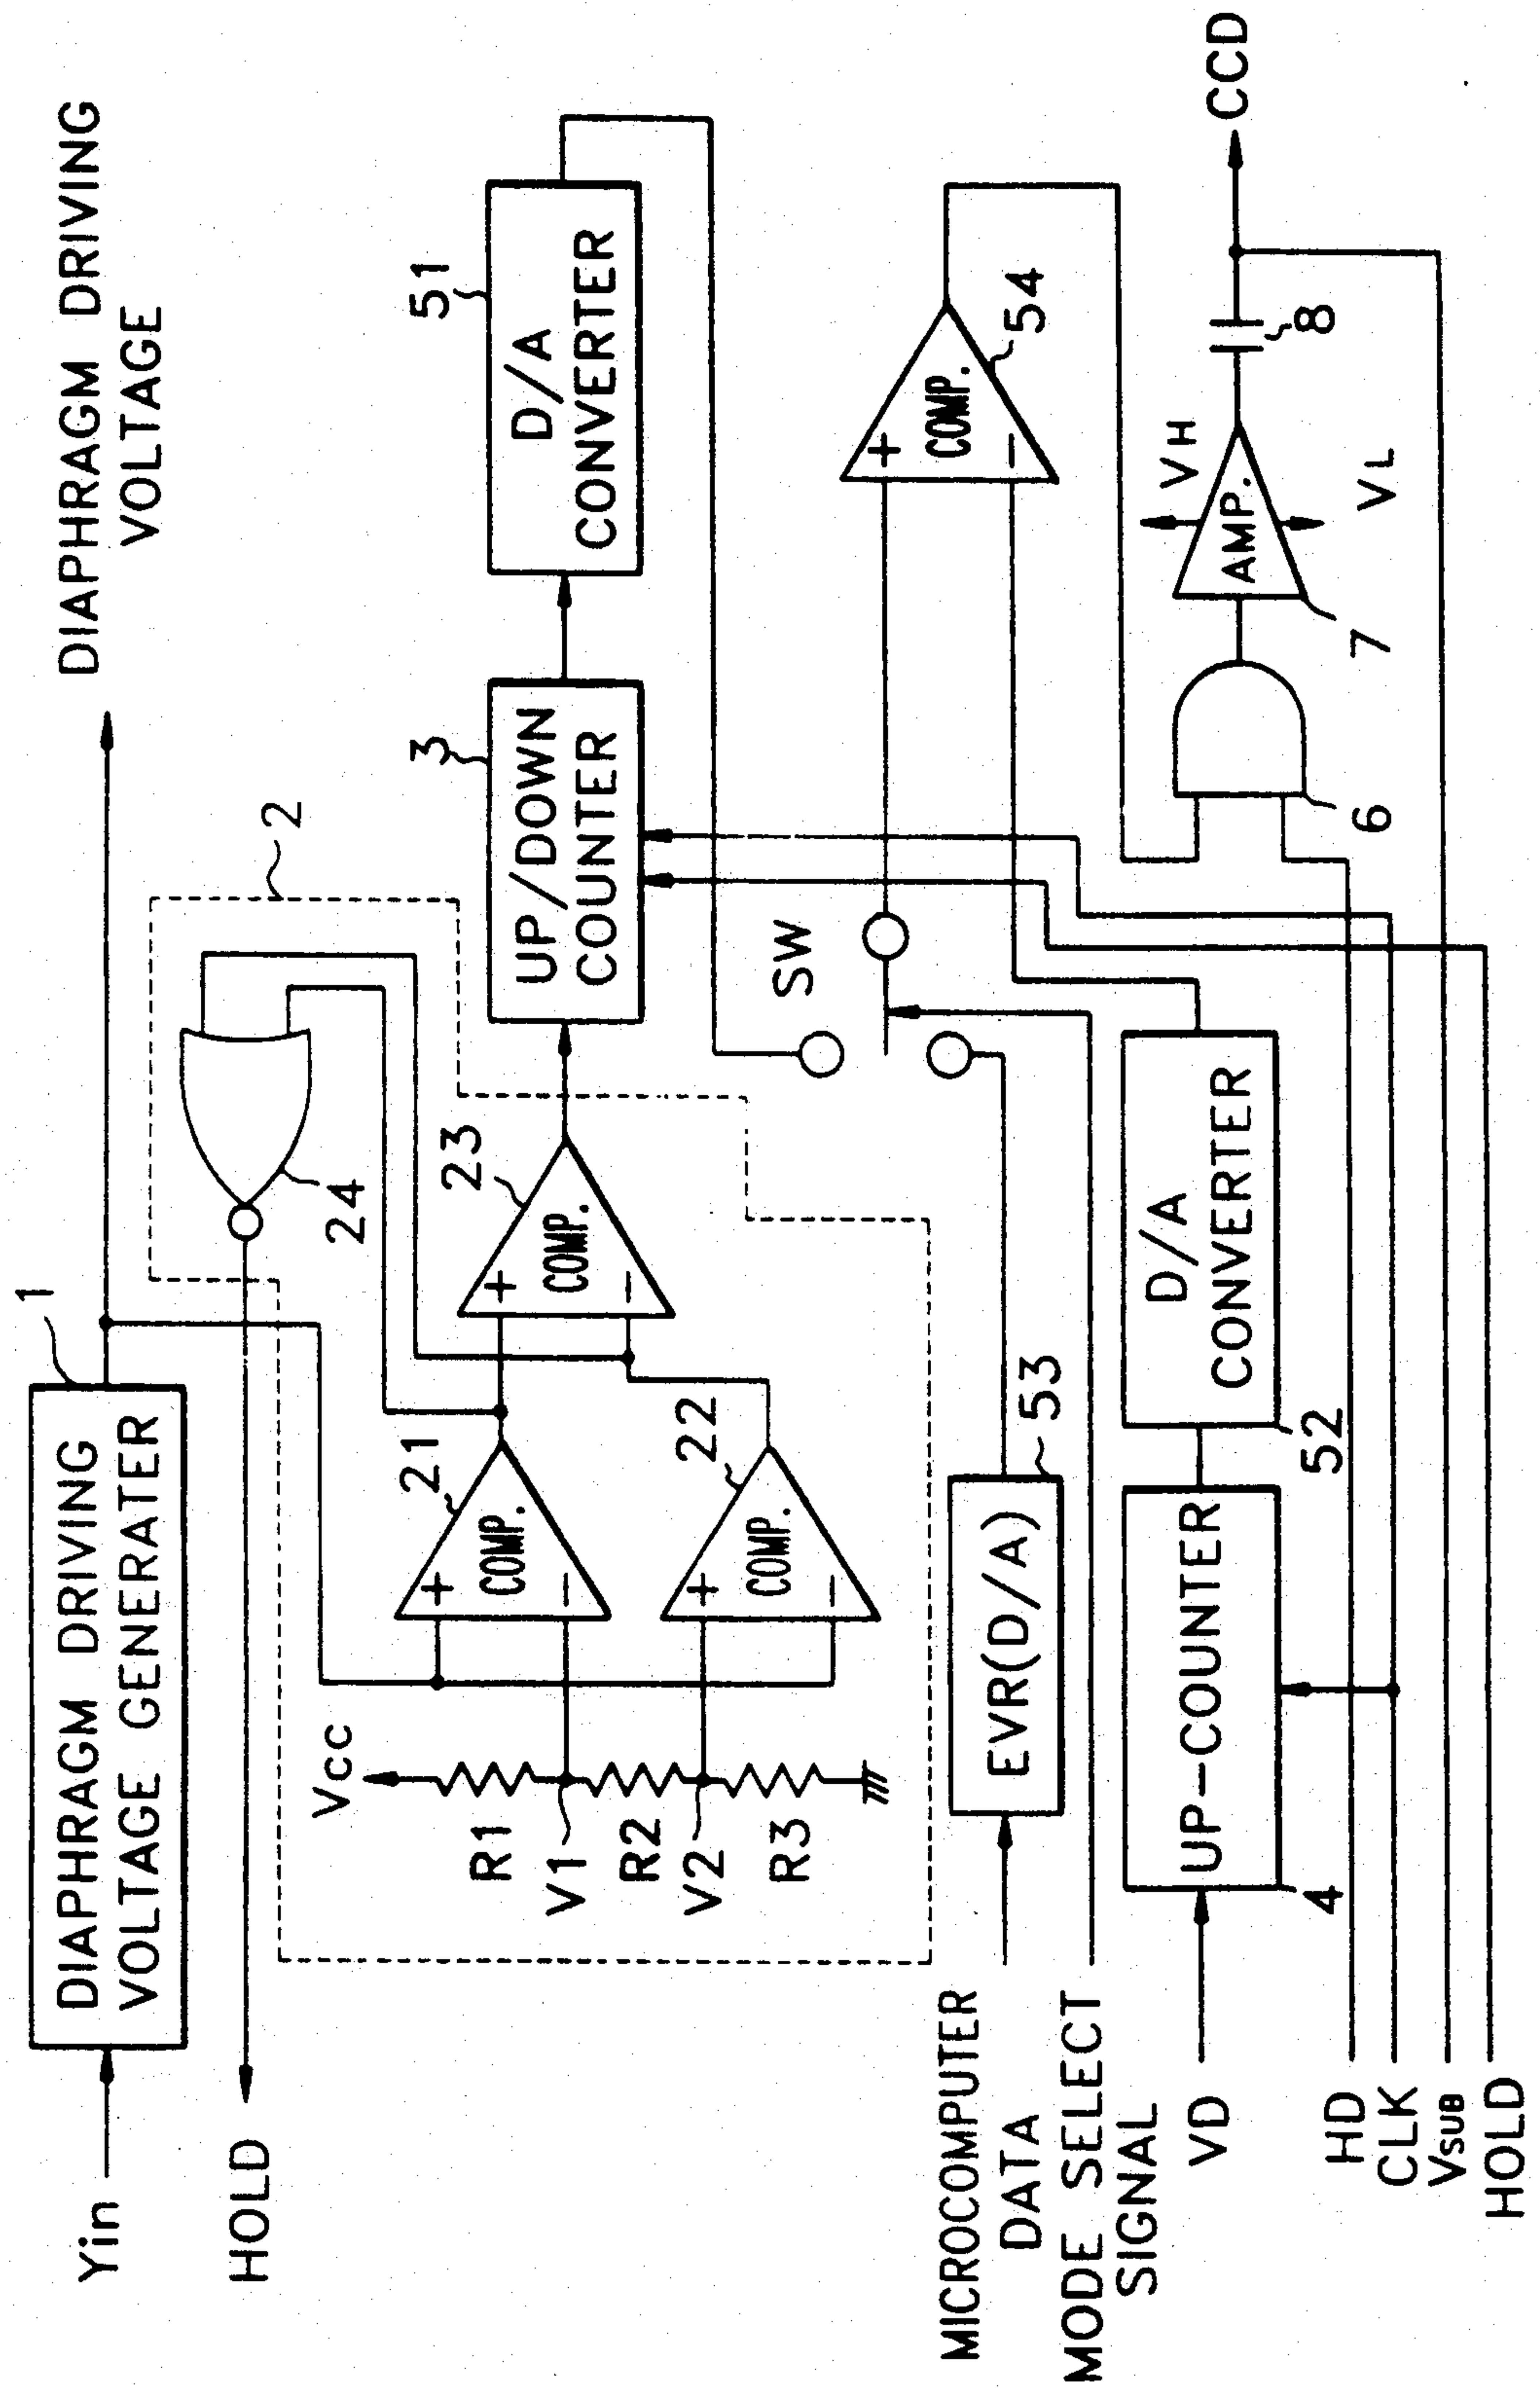 DIAPHRAGM DRIVING
VOLTAGE
1
DIAPHRAGM DRIVING
VOLTAGE GENERATER
Yin
HOLD
2
24
Vcc
R1
V1
R2
V2
R3
21
+
COMP.
−
22
+
COMP.
−
23
+
COMP.
−
3
UP/DOWN
COUNTER
51
D/A
CONVERTER
SW
54
+
COMP.
−
MICROCOMPUTER
DATA
EVR(D/A)
53
MODE SELECT
SIGNAL
VD
UP-COUNTER
4
D/A
CONVERTER
52
6
AMP.
7
VH
VL
8
CCD
HD
CLK
VSUB
HOLD